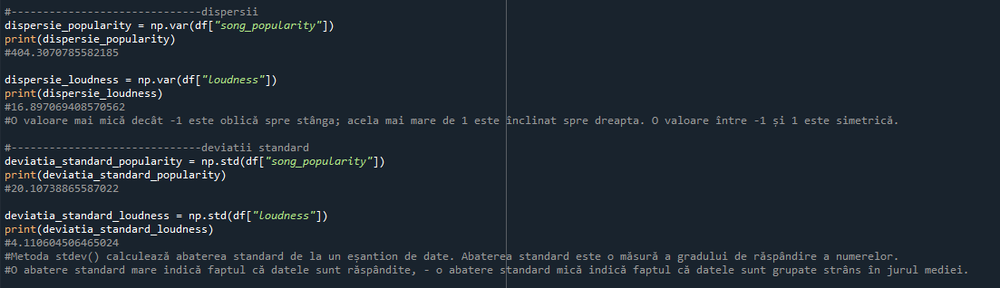 #------------------------------dispersii
dispersie_popularity = np.var(df["song_popularity"])
print(dispersie_popularity)
#404.3070785582185
dispersie_loudness = np.var(df["loudness"])
print(dispersie_loudness)
#16.897069408570562
#O valoare mai mică decât -1 este oblică spre stânga; acela mai mare de 1 este înclinat spre dreapta. O valoare între -1 și 1 este simetrică.
#------------------------------deviatii standard
deviatia_standard_popularity = np.std(df["song_popularity"])
print(deviatia_standard_popularity)
#20.10738865587022
deviatia_standard_loudness = np.std(df["loudness"])
print(deviatia_standard_loudness)
#4.110604506465024
#Metoda stdev() calculează abaterea standard de la un eșantion de date. Abaterea standard este o măsură a gradului de răspândire a numerelor.
#O abatere standard mare indică faptul că datele sunt răspândite, - o abatere standard mică indică faptul că datele sunt grupate strâns în jurul mediei.